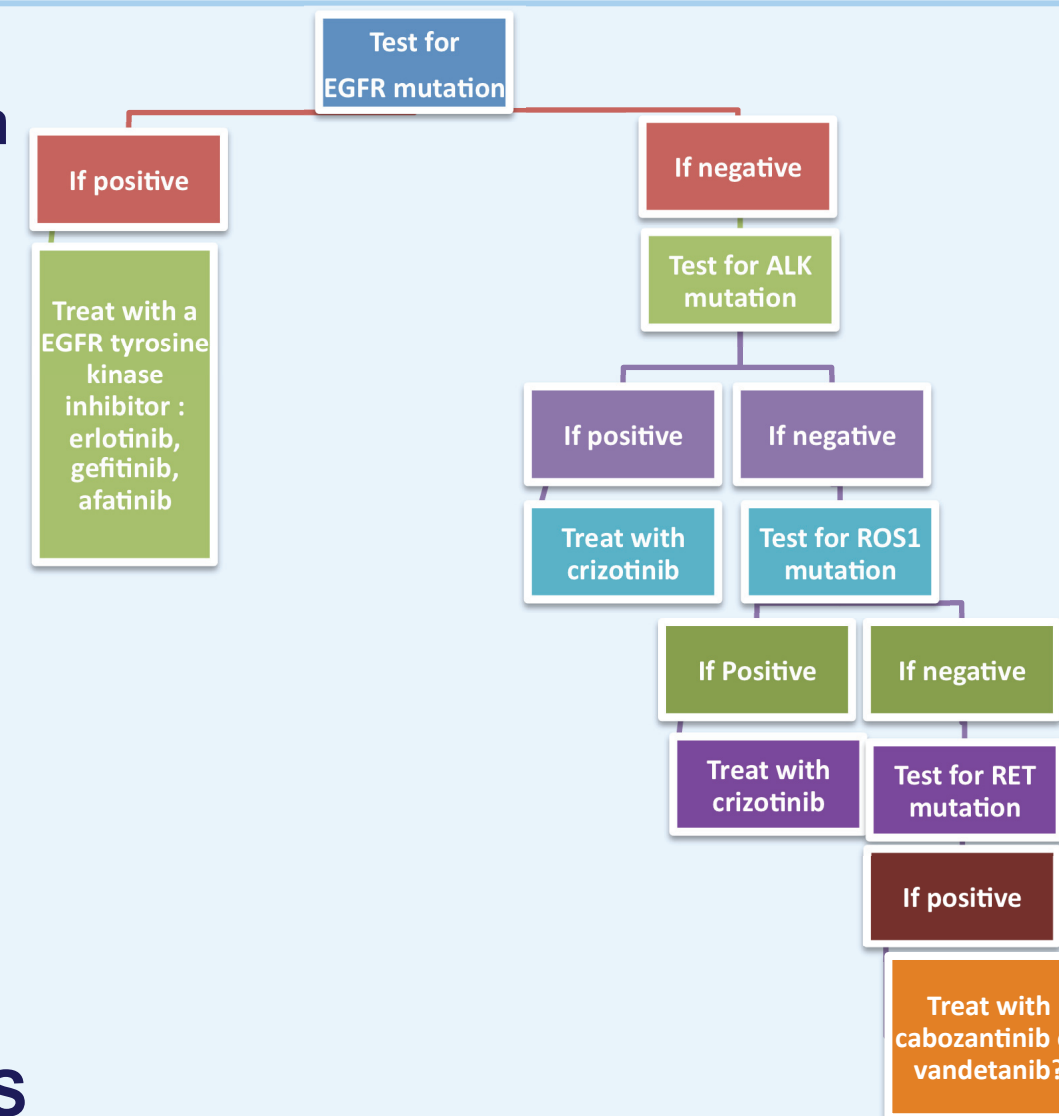 Test for
EGFR mutation
If positive
If negative
Treat with a
EGFR tyrosine
kinase
inhibitor :
erlotinib,
gefitinib,
afatinib
Test for ALK
mutation
If positive
If negative
Treat with
crizotinib
Test for ROS1
mutation
If Positive
If negative
Treat with
crizotinib
Test for RET
mutation
If positive
Treat with
cabozantinib
vandetanib?